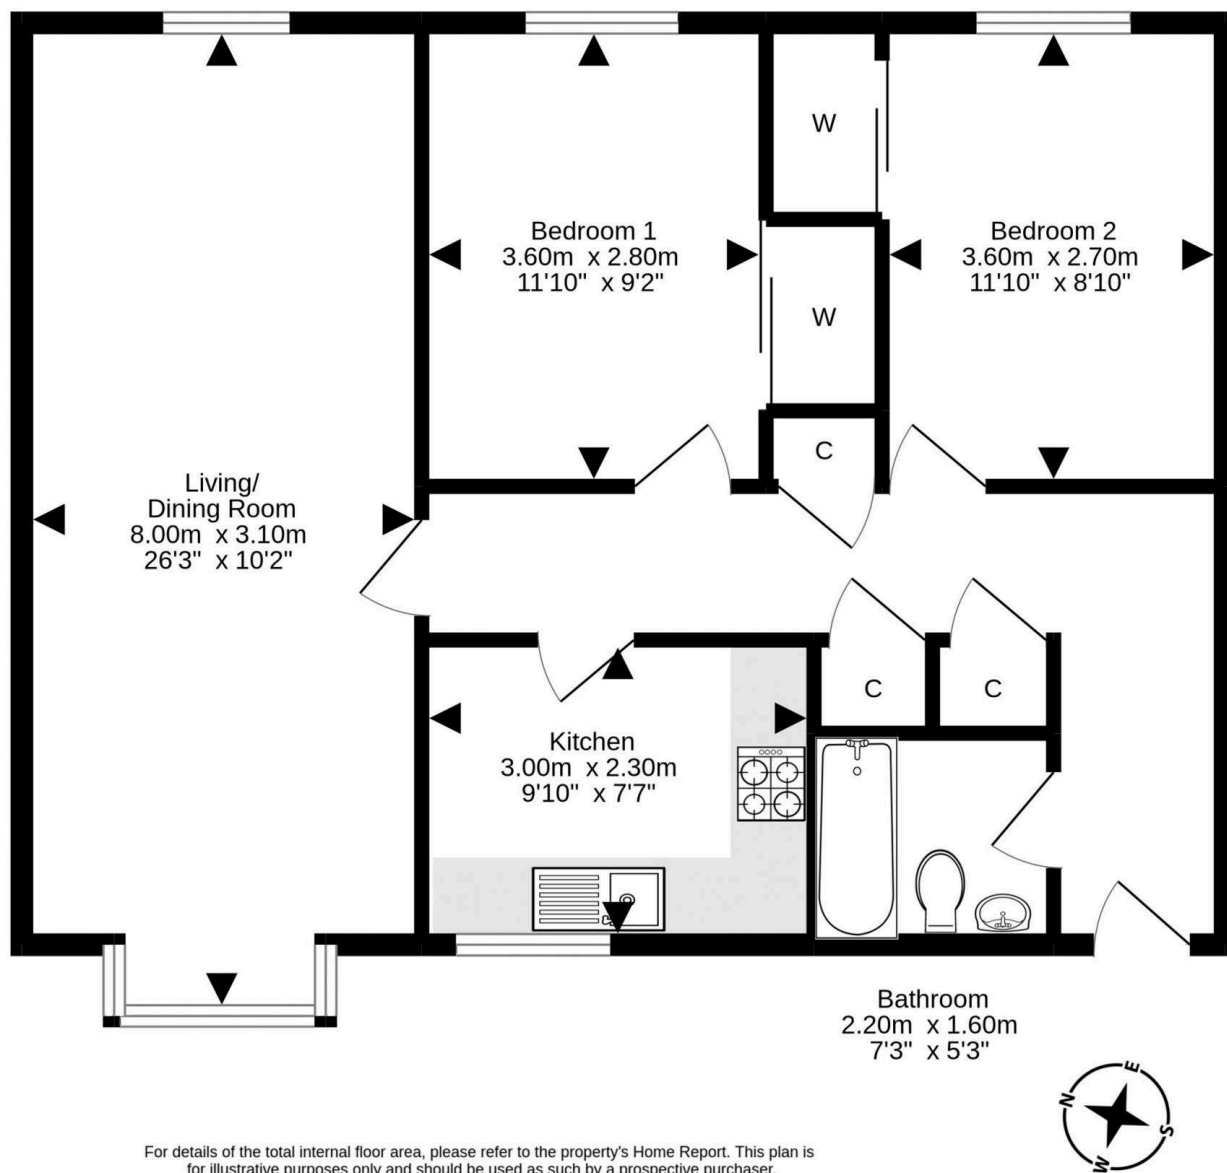 W
Bedroom 1
3.60m x 2.80m
11'10" x 9'2"
Bedroom 2
3.60m x 2.70m
11'10" x 8'10"
W
C
Living/
Dining Room
8.00m x 3.10m
26'3" x 10'2"
C
C
Kitchen
3.00m x 2.30m
9'10" x 7'7"
Bathroom
2.20m x 1.60m
7'3" x 5'3"
E
N
S
W
For details of the total internal floor area, please refer to the property's Home Report. This plan is
for illustrative purposes only and should be used as such by a prospective purchaser.